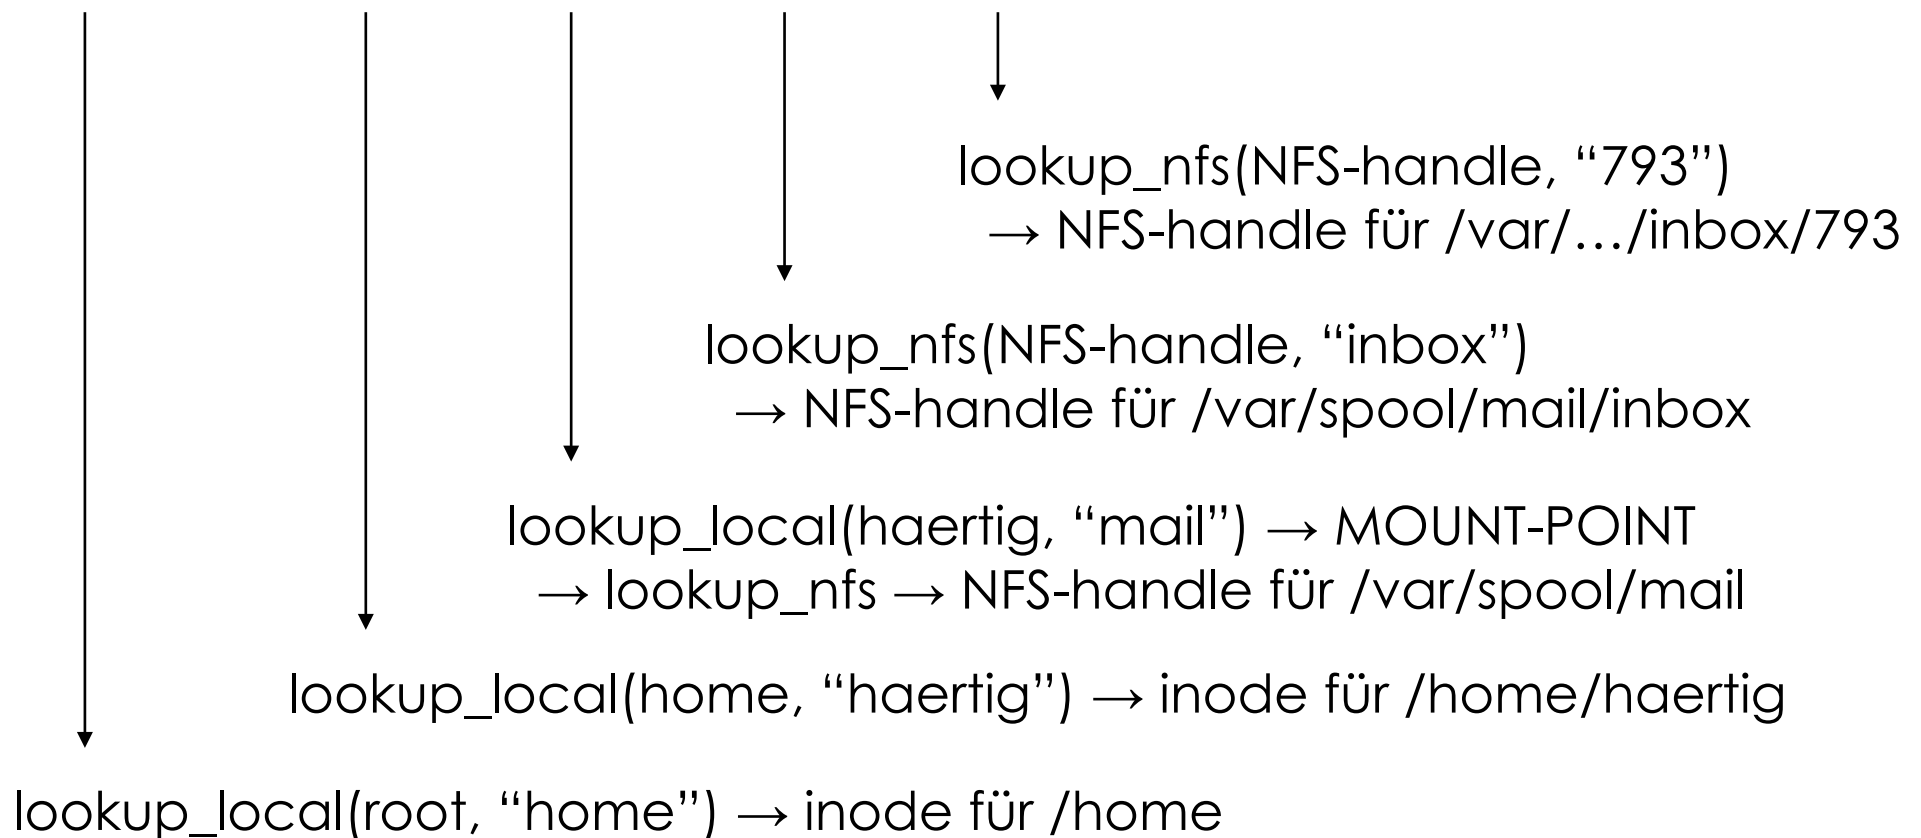 lookup_nfs(NFS-handle, “793”)
→ NFS-handle für /var/…/inbox/793
lookup_nfs(NFS-handle, “inbox”)
→ NFS-handle für /var/spool/mail/inbox
lookup_local(haertig, “mail”) → MOUNT-POINT
→ lookup_nfs → NFS-handle für /var/spool/mail
lookup_local(home, “haertig”) → inode für /home/haertig
lookup_local(root, “home”) → inode für /home